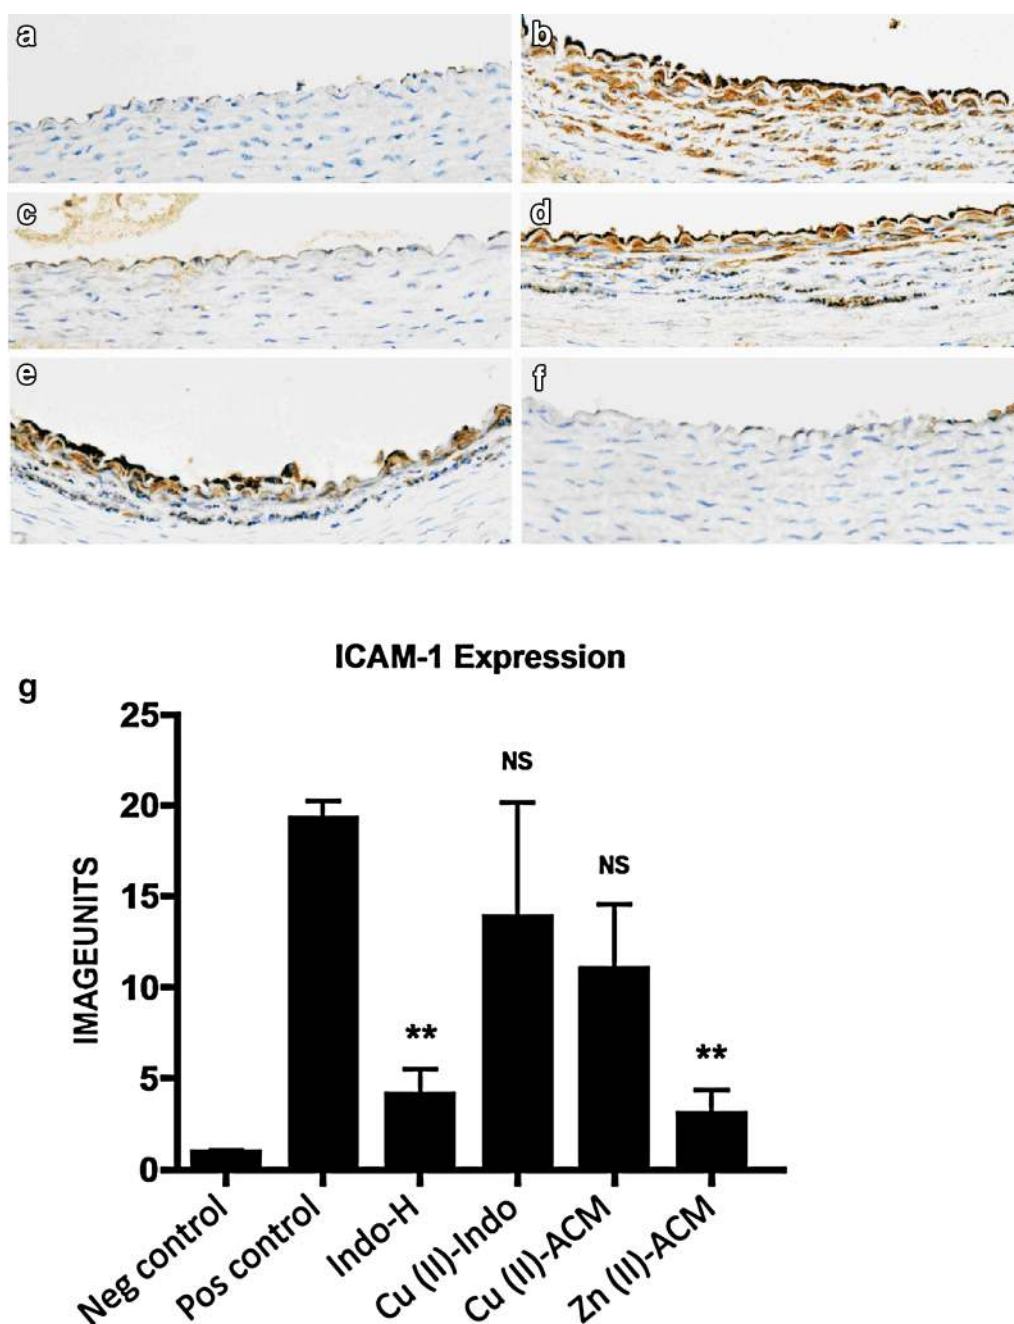 a
b
c
d
e
f
ICAM-1 Expression
g
25
20
15
10
5
0
IMAGEUNITS
NS
NS
**
**
Neg control
Pos control
Indo-H
Cu (II)-Indo
Cu (II)-ACM
Zn (II)-ACM